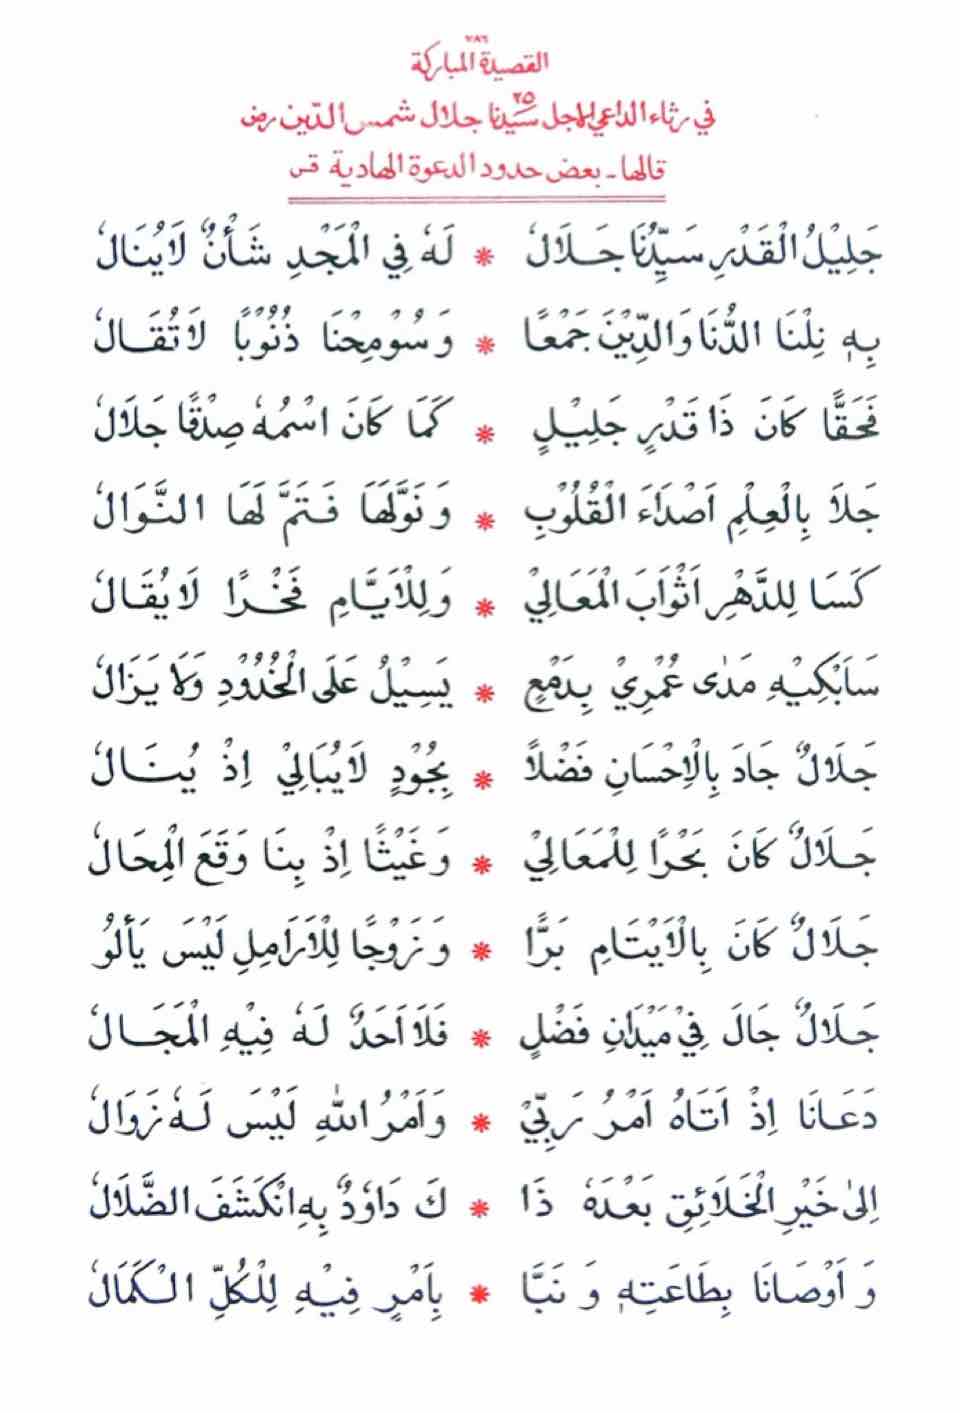 ٧٨٦
القصيدة المباركة
في رثاء الداعي الاجل سيدنا جلال شمس الدين رض
٢٥
قالها - بعض حدود الدعوة الهادية قس
جَلِيْلُ الْقَدْرِ سَيِّدُنَا جَلَالُ * لَهُ فِي الْمَجْدِ شَأْنٌ لَا يُنَالُ
بِهِ نِلْنَا الدُّنَا وَالدِّيْنَ جَمْعًا * وَسُوْمِحْنَا ذُنُوْبًا لَا تُقَالُ
فَحَقًّا كَانَ ذَا قَدْرٍ جَلِيْلٍ * كَمَا كَانَ اسْمُهُ صِدْقًا جَلَالُ
جَلَا بِالْعِلْمِ اَصْدَاءَ الْقُلُوْبِ * وَنَوَّلَهَا فَتَمَّ لَهَا النَّوَالُ
كَسَا لِلدَّهْرِ اَثْوَابَ الْمَعَالِيْ * وَلِلْاَيَّامِ فَخْرًا لَا يُقَالُ
سَاَبْكِيْهِ مَدٰى عُمْرِيْ بِدَمْعٍ * يَسِيْلُ عَلَى الْخُدُوْدِ وَلَا يَزَالُ
جَلَالٌ جَادَ بِالْاِحْسَانِ فَضْلًا * بِجُوْدٍ لَا يُبَالِيْ اِذْ يُنَالُ
جَلَالٌ كَانَ بَحْرًا لِلْمَعَالِيْ * وَغَيْثًا اِذْ بِنَا وَقَعَ الْمِحَالُ
جَلَالٌ كَانَ بِالْاَيْتَامِ بَرًّا * وَزَوْجًا لِلْاَرَامِلِ لَيْسَ يَأْلُو
جَلَالٌ جَالَ فِيْ مَيْدَانِ فَضْلٍ * فَلَا اَحَدٌ لَهُ فِيْهِ الْمَجَالُ
دَعَانَا اِذْ اَتَاهُ اَمْرُ رَبِّيْ * وَاَمْرُ اللهِ لَيْسَ لَهُ زَوَالُ
اِلٰى خَيْرِ الْخَلَائِقِ بَعْدَهُ ذَا * كَ دَاوٗدٌ بِهِ انْكَشَفَ الضَّلَالُ
وَاَوْصَانَا بِطَاعَتِهِ وَنَبَّا * بِاَمْرٍ فِيْهِ لِلْكُلِّ الْكَمَالُ